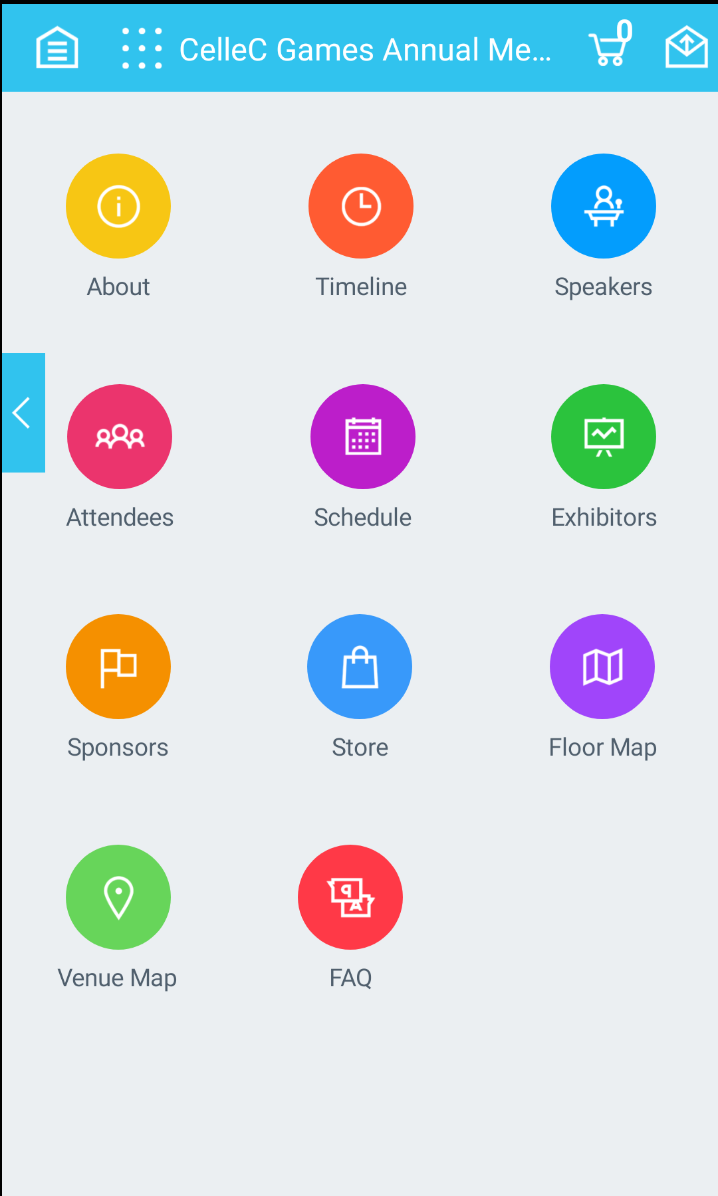 CelleC Games Annual Me...
0
About
Timeline
Speakers
Attendees
Schedule
Exhibitors
Sponsors
Store
Floor Map
Venue Map
q
A
FAQ